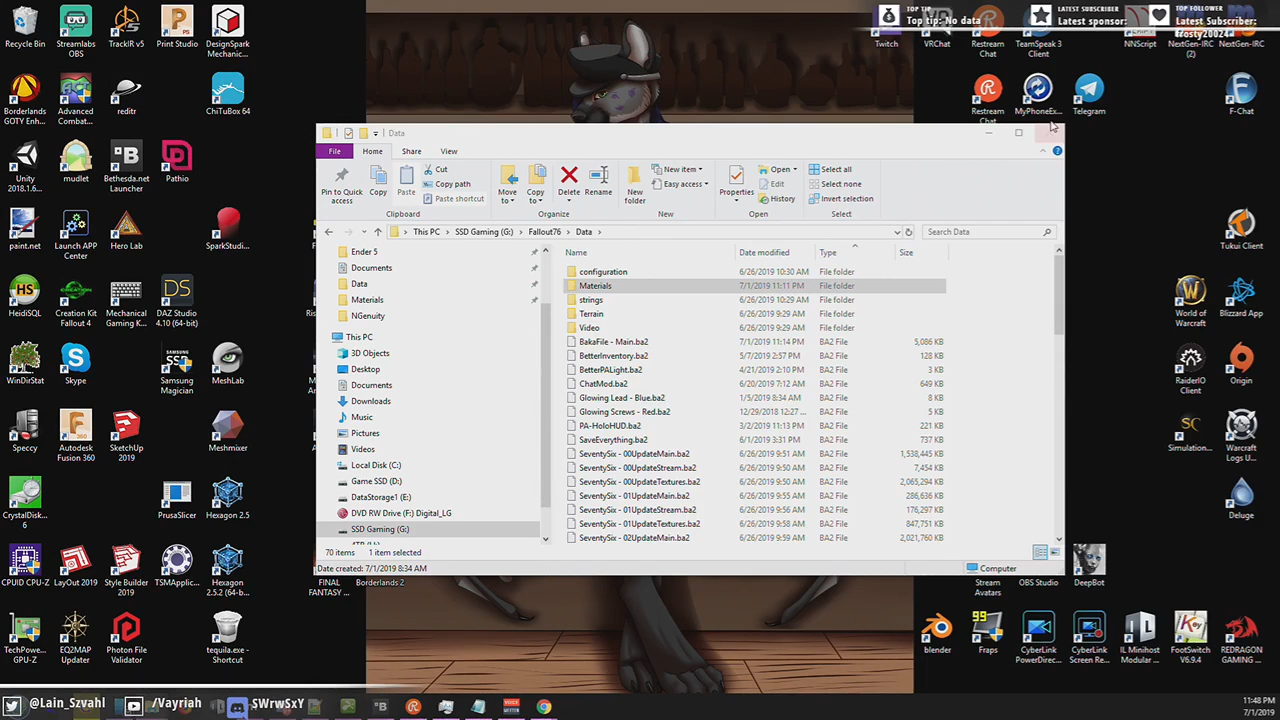 TOP TIP
Top tip: No data
LATEST SUBSCRIBER
Latest sponsor:
TOP FOLLOWER
Latest Subscriber:
frosty20024
Recycle Bin
Streamlabs OBS
TrackIR v5
Print Studio
DesignSpark Mechanic...
Twitch
VRChat
Restream Chat
TeamSpeak 3 Client
NNScript
NextGen-IRC (2)
NextGen-IRC
Borderlands GOTY Enh...
Advanced Combat...
reditr
ChiTuBox 64
Restream Chat
MyPhoneEx...
Telegram
F-Chat
Unity 2018.1.6...
mudlet
Bethesda.net Launcher
Pathio
paint.net
Launch APP Center
Hero Lab
SparkStudi...
Tukui Client
HeidiSQL
Creation Kit Fallout 4
Mechanical Gaming K...
DAZ Studio 4.10 (64-bit)
World of Warcraft
Blizzard App
WinDirStat
Skype
Samsung Magician
MeshLab
RaiderIO Client
Origin
Speccy
Autodesk Fusion 360
SketchUp 2019
Meshmixer
Simulation...
Warcraft Logs U...
CrystalDisk... 6
PrusaSlicer
Hexagon 2.5
Deluge
CPUID CPU-Z
LayOut 2019
Style Builder 2019
TSMApplic...
Hexagon 2.5.2 (64-b...
FINAL FANTASY ...
Borderlands 2
Stream Avatars
OBS Studio
DeepBot
TechPowe... GPU-Z
EQ2MAP Updater
Photon File Validator
tequila.exe - Shortcut
blender
99
Fraps
CyberLink PowerDirec...
CyberLink Screen Re...
IL Minihost Modular ...
FootSwitch V6.9.4
REDRAGON GAMING ...
Data
File
Home
Share
View
Pin to Quick access
Copy
Paste
Cut
Copy path
Paste shortcut
Clipboard
Move to
Copy to
Delete
Rename
Organize
New folder
New item
Easy access
New
Properties
Open
Edit
History
Open
Select all
Select none
Invert selection
Select
This PC > SSD Gaming (G:) > Fallout76 > Data >
Search Data
Ender 5
Documents
Data
Materials
NGenuity
This PC
3D Objects
Desktop
Documents
Downloads
Music
Pictures
Videos
Local Disk (C:)
Game SSD (D:)
DataStorage1 (E:)
DVD RW Drive (F:) Digital_LG
SSD Gaming (G:)
Name Date modified Type Size
configuration 6/26/2019 10:30 AM File folder
Materials 7/1/2019 11:11 PM File folder
strings 6/26/2019 10:29 AM File folder
Terrain 6/26/2019 9:29 AM File folder
Video 6/26/2019 9:29 AM File folder
BakaFile - Main.ba2 7/1/2019 11:14 PM BA2 File 5,086 KB
BetterInventory.ba2 5/7/2019 2:57 PM BA2 File 128 KB
BetterPALight.ba2 4/21/2019 2:10 PM BA2 File 3 KB
ChatMod.ba2 6/20/2019 7:12 AM BA2 File 649 KB
Glowing Lead - Blue.ba2 1/5/2019 8:34 AM BA2 File 8 KB
Glowing Screws - Red.ba2 12/29/2018 12:27 ... BA2 File 5 KB
PA-HoloHUD.ba2 3/2/2019 11:13 PM BA2 File 221 KB
SaveEverything.ba2 6/1/2019 3:31 PM BA2 File 737 KB
SeventySix - 00UpdateMain.ba2 6/26/2019 9:51 AM BA2 File 1,538,445 KB
SeventySix - 00UpdateStream.ba2 6/26/2019 9:50 AM BA2 File 7,454 KB
SeventySix - 00UpdateTextures.ba2 6/26/2019 9:50 AM BA2 File 2,065,294 KB
SeventySix - 01UpdateMain.ba2 6/26/2019 9:55 AM BA2 File 286,636 KB
SeventySix - 01UpdateStream.ba2 6/26/2019 9:56 AM BA2 File 176,297 KB
SeventySix - 01UpdateTextures.ba2 6/26/2019 9:58 AM BA2 File 847,751 KB
SeventySix - 02UpdateMain.ba2 6/26/2019 9:59 AM BA2 File 2,021,760 KB
70 items 1 item selected
Date created: 7/1/2019 8:34 AM
Computer
@Lain_Szvahl
/Vayriah
SWrwSxY
11:48 PM
7/1/2019